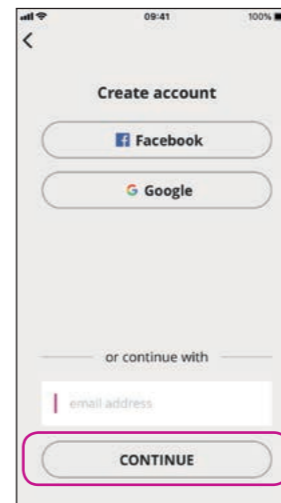 09:41 100%
Create account
Facebook
Google
or continue with
email address
CONTINUE